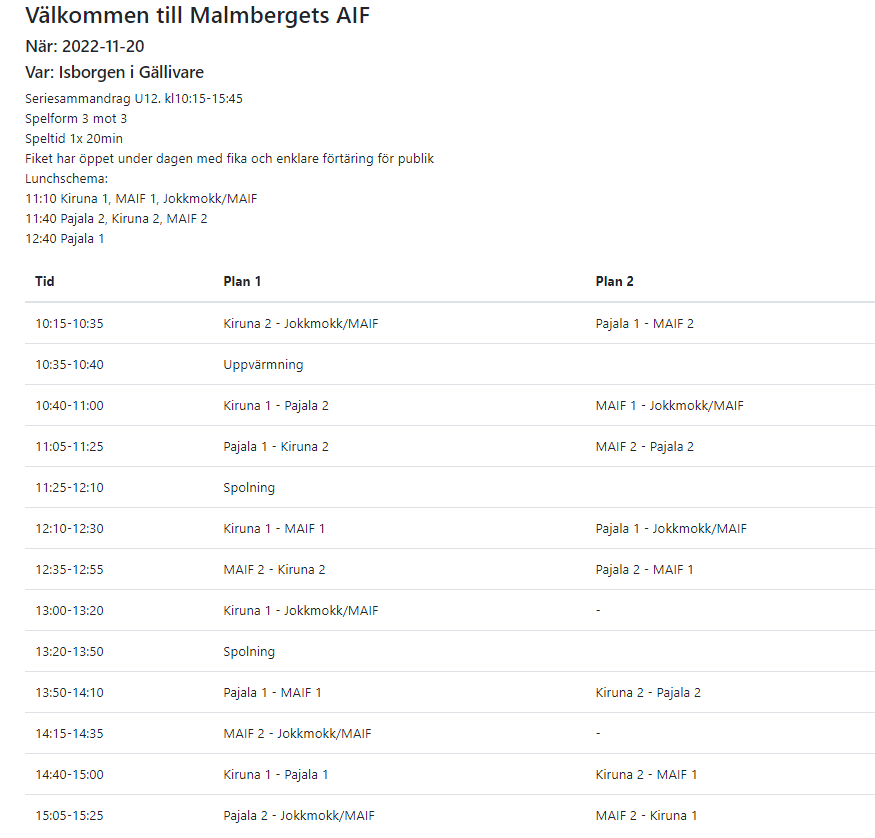 Välkommen till Malmbergets AIF
När: 2022-11-20
Var: Isborgen i Gällivare
Seriesammandrag U12. kl10:15-15:45
Spelform 3 mot 3
Speltid 1x 20min
Fiket har öppet under dagen med fika och enklare förtäring för publik
Lunchschema:
11:10 Kiruna 1, MAIF 1, Jokkmokk/MAIF
11:40 Pajala 2, Kiruna 2, MAIF 2
12:40 Pajala 1
Tid Plan 1 Plan 2
10:15-10:35 Kiruna 2 - Jokkmokk/MAIF Pajala 1 - MAIF 2
10:35-10:40 Uppvärmning
10:40-11:00 Kiruna 1 - Pajala 2 MAIF 1 - Jokkmokk/MAIF
11:05-11:25 Pajala 1 - Kiruna 2 MAIF 2 - Pajala 2
11:25-12:10 Spolning
12:10-12:30 Kiruna 1 - MAIF 1 Pajala 1 - Jokkmokk/MAIF
12:35-12:55 MAIF 2 - Kiruna 2 Pajala 2 - MAIF 1
13:00-13:20 Kiruna 1 - Jokkmokk/MAIF -
13:20-13:50 Spolning
13:50-14:10 Pajala 1 - MAIF 1 Kiruna 2 - Pajala 2
14:15-14:35 MAIF 2 - Jokkmokk/MAIF -
14:40-15:00 Kiruna 1 - Pajala 1 Kiruna 2 - MAIF 1
15:05-15:25 Pajala 2 - Jokkmokk/MAIF MAIF 2 - Kiruna 1